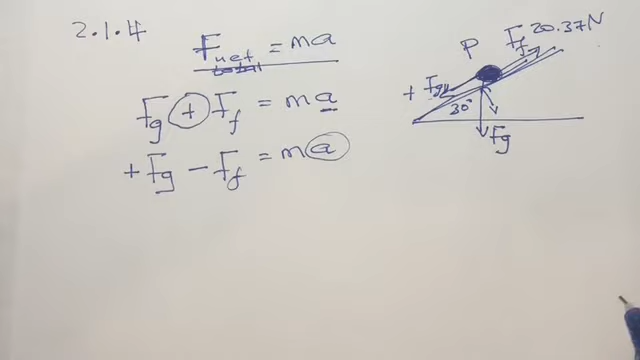 2.1.4
Fnet = ma
Fg + Ff = ma
+ Fg - Ff = ma
P
Ff 20.37N
+ Fg∥
30°
Fg